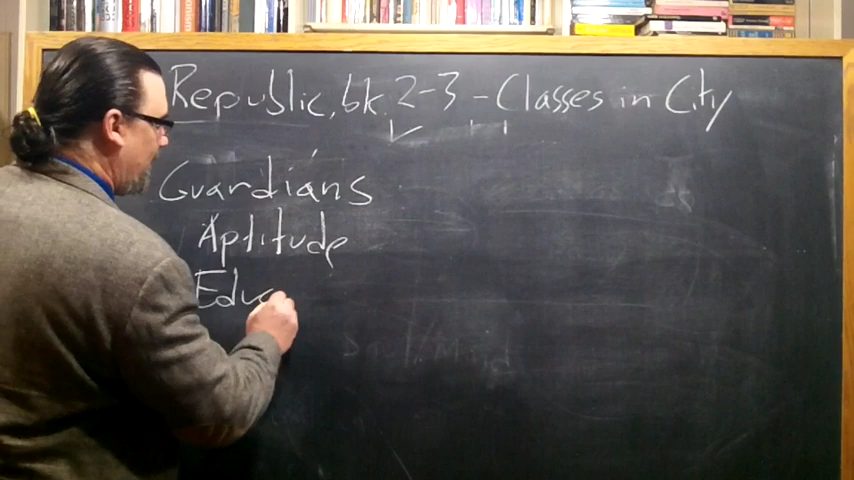 Republic, bk. 2-3 - Classes in City
Guardians
Aptitude
Educ